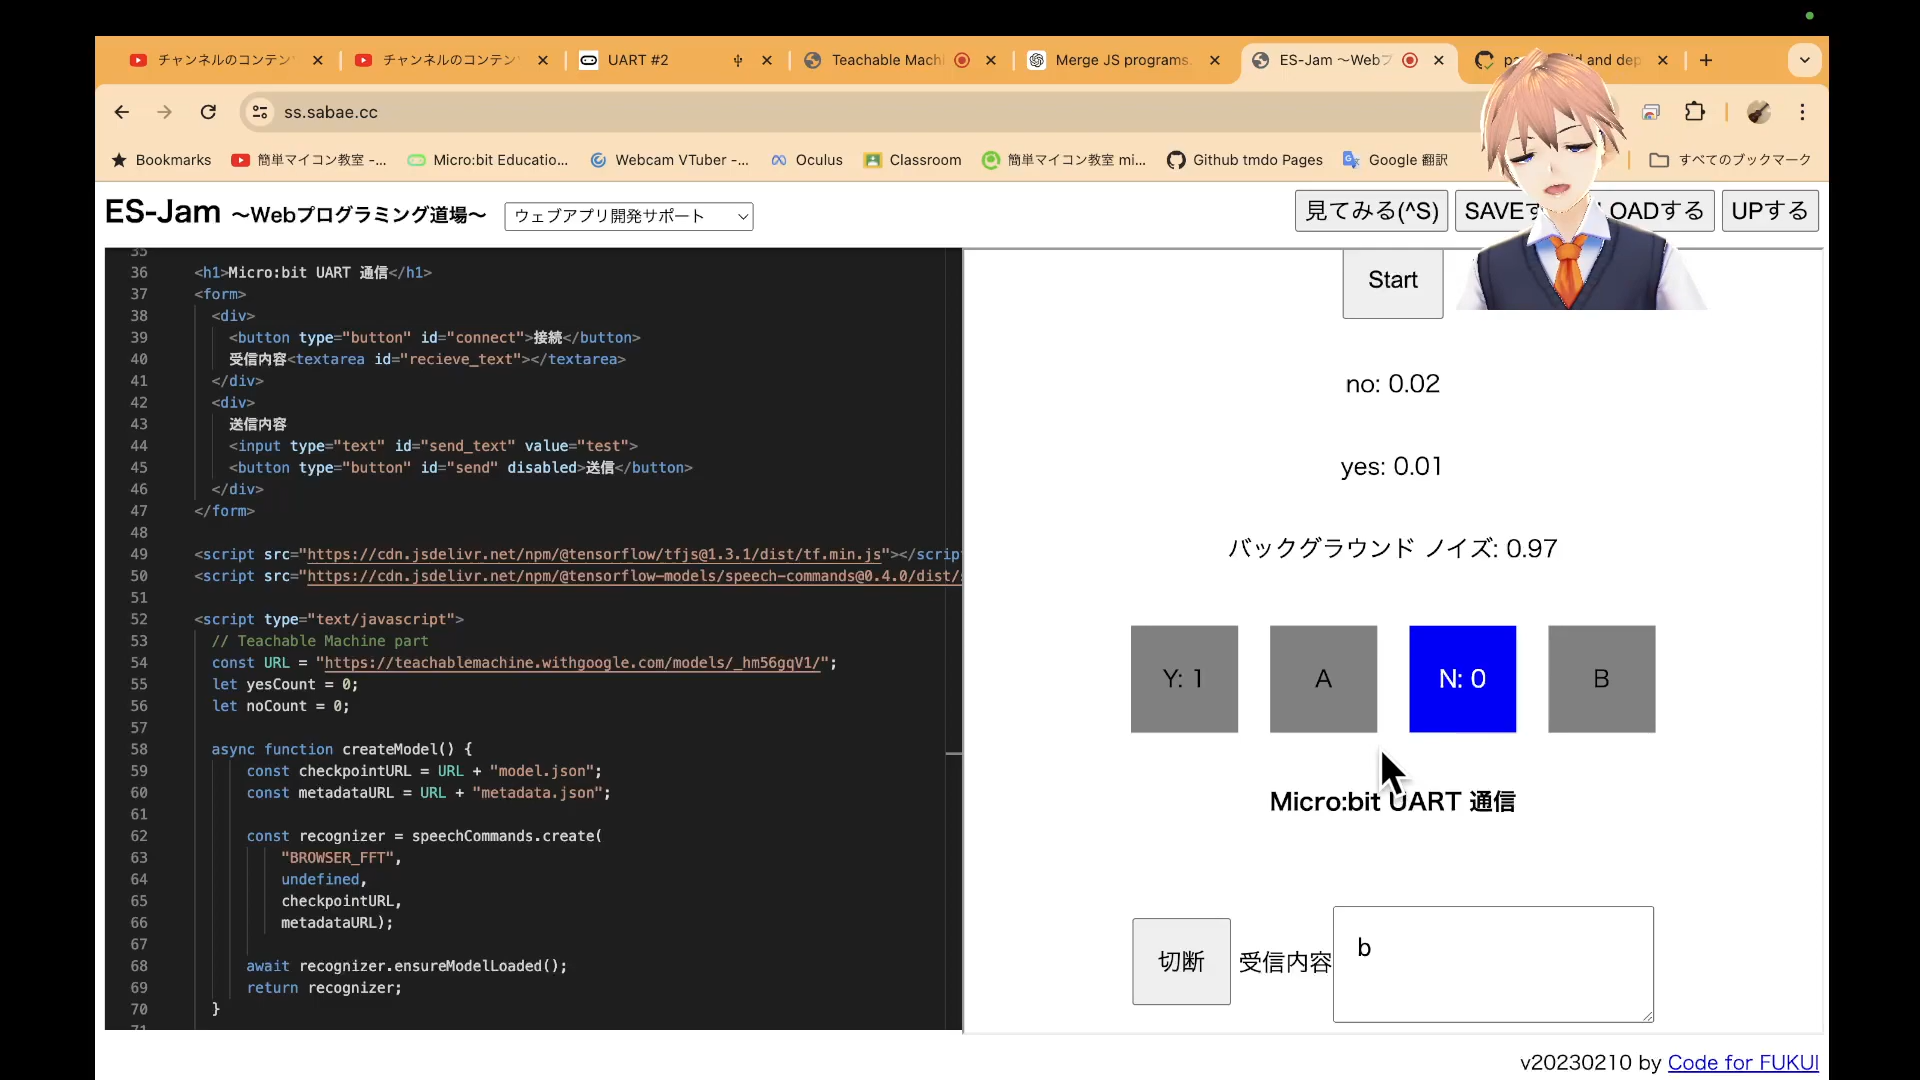 チャンネルのコンテン
チャンネルのコンテン
UART #2
Teachable Mach
Merge JS programs.
ES-Jam 〜Webプ
ss.sabae.cc
Bookmarks
簡単マイコン教室 -...
Micro:bit Educatio...
Webcam VTuber -...
Oculus
Classroom
簡単マイコン教室 mi...
Github tmdo Pages
Google 翻訳
すべてのブックマーク
ES-Jam 〜Webプログラミング道場〜
ウェブアプリ開発サポート
見てみる(^S)
SAVEす
OADする
UPする
35
36 <h1>Micro:bit UART 通信</h1>
37 <form>
38 <div>
39 <button type="button" id="connect">接続</button>
40 受信内容<textarea id="recieve_text"></textarea>
41 </div>
42 <div>
43 送信内容
44 <input type="text" id="send_text" value="test">
45 <button type="button" id="send" disabled>送信</button>
46 </div>
47 </form>
48
49 <script src="https://cdn.jsdelivr.net/npm/@tensorflow/tfjs@1.3.1/dist/tf.min.js"></scrip
50 <script src="https://cdn.jsdelivr.net/npm/@tensorflow-models/speech-commands@0.4.0/dist/
51
52 <script type="text/javascript">
53 // Teachable Machine part
54 const URL = "https://teachablemachine.withgoogle.com/models/_hm56gqV1/";
55 let yesCount = 0;
56 let noCount = 0;
57
58 async function createModel() {
59 const checkpointURL = URL + "model.json";
60 const metadataURL = URL + "metadata.json";
61
62 const recognizer = speechCommands.create(
63 "BROWSER_FFT",
64 undefined,
65 checkpointURL,
66 metadataURL);
67
68 await recognizer.ensureModelLoaded();
69 return recognizer;
70 }
71
Start
no: 0.02
yes: 0.01
バックグラウンド ノイズ: 0.97
Y: 1
A
N: 0
B
Micro:bit UART 通信
切断
受信内容
b
v20230210 by Code for FUKUI